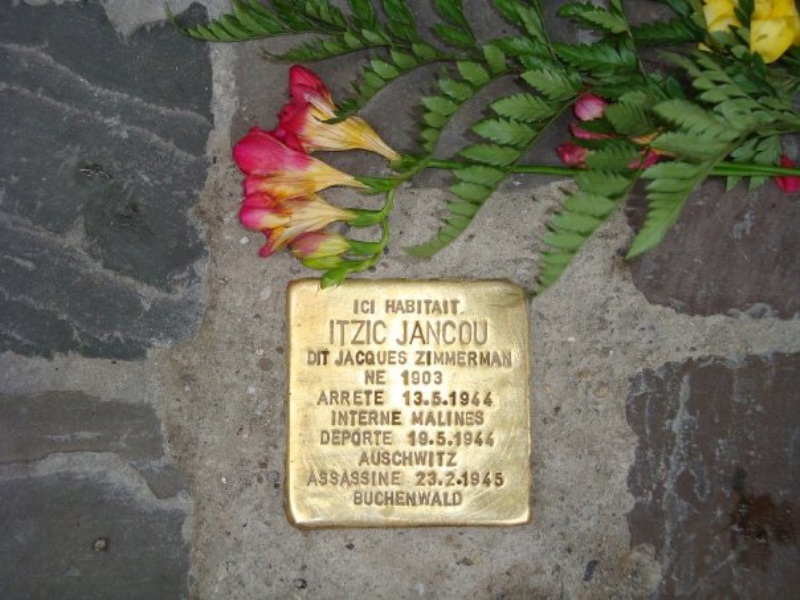 ICI HABITAIT
ITZIC JANCOU
DIT JACQUES ZIMMERMAN
NE 1903
ARRETE 13.5.1944
INTERNE MALINES
DEPORTE 19.5.1944
AUSCHWITZ
ASSASSINE 23.2.1945
BUCHENWALD